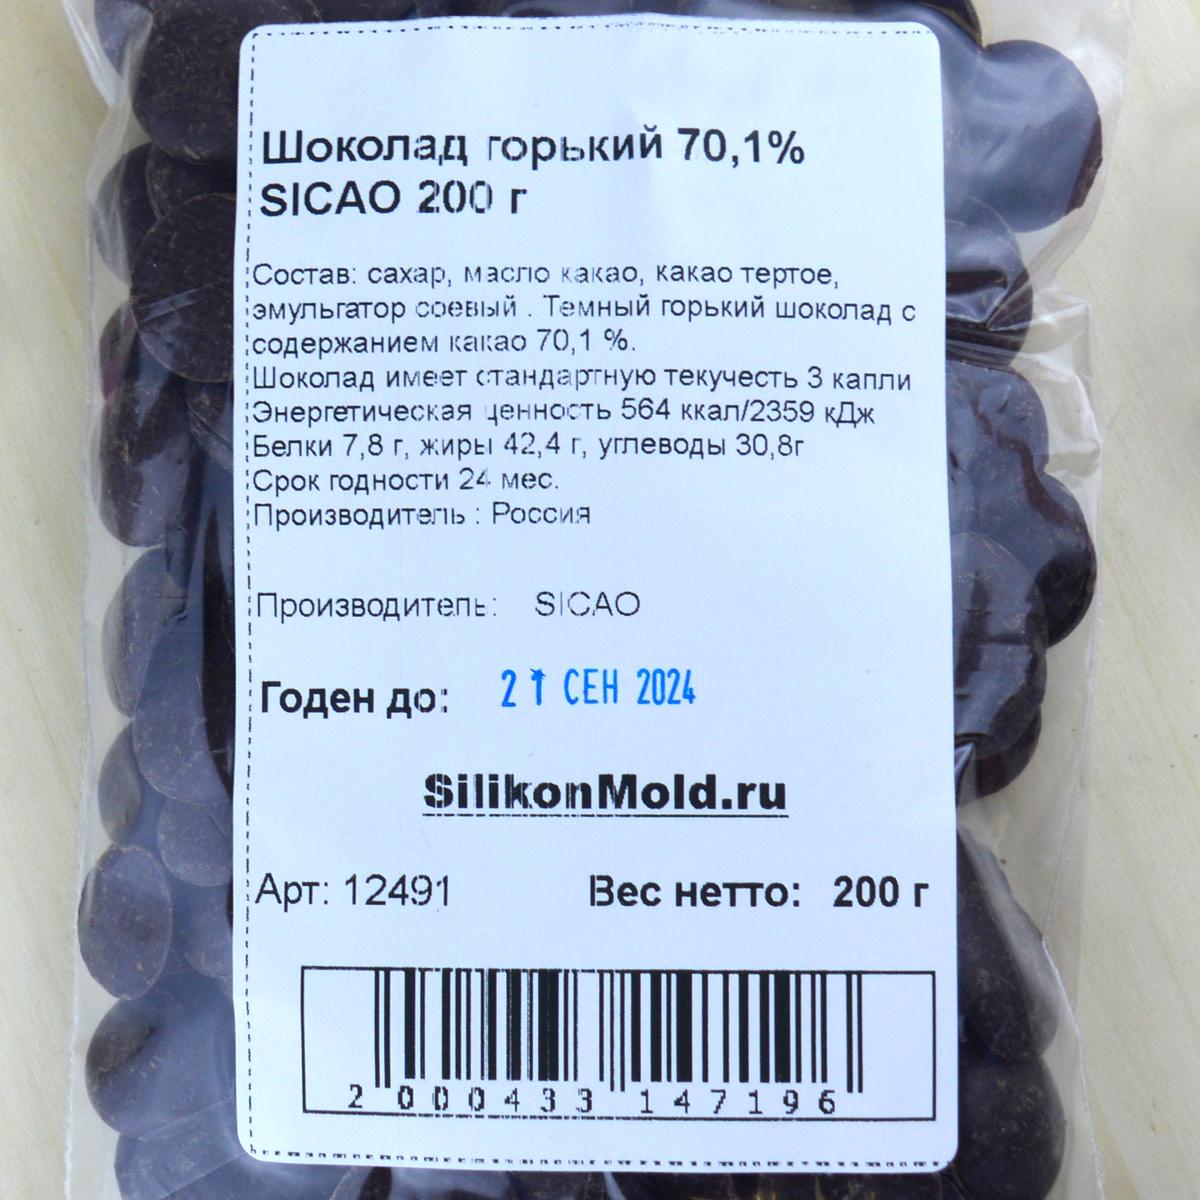 Шоколад горький 70,1%
SICAO 200 г
Состав: сахар, масло какао, какао тертое,
эмульгатор соевый . Темный горький шоколад с
содержанием какао 70,1 %.
Шоколад имеет стандартную текучесть 3 капли
Энергетическая ценность 564 ккал/2359 кДж
Белки 7,8 г, жиры 42,4 г, углеводы 30,8г
Срок годности 24 мес.
Производитель : Россия
Производитель: SICAO
Годен до: 21 СЕН 2024
SilikonMold.ru
Арт: 12491 Вес нетто: 200 г
2 000433 147196